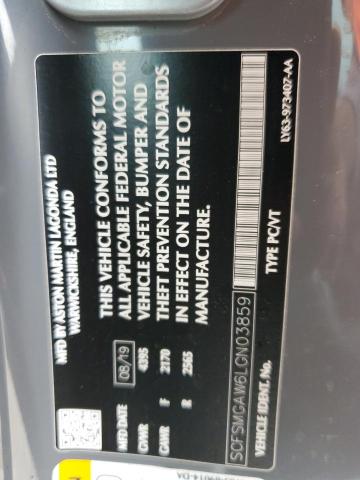 MFD BY ASTON MARTIN LAGONDA LTD
WARWICKSHIRE, ENGLAND
THIS VEHICLE CONFORMS TO
ALL APPLICABLE FEDERAL MOTOR
VEHICLE SAFETY, BUMPER AND
THEFT PREVENTION STANDARDS
IN EFFECT ON THE DATE OF
MANUFACTURE.
MFD DATE 08/19
GVWR 4395
GAWR F 2170
R 2565
SCFSMGAW6LGN03859
VEHICLE IDENT. No. TYPE PC/VT
LY63-973407-AA